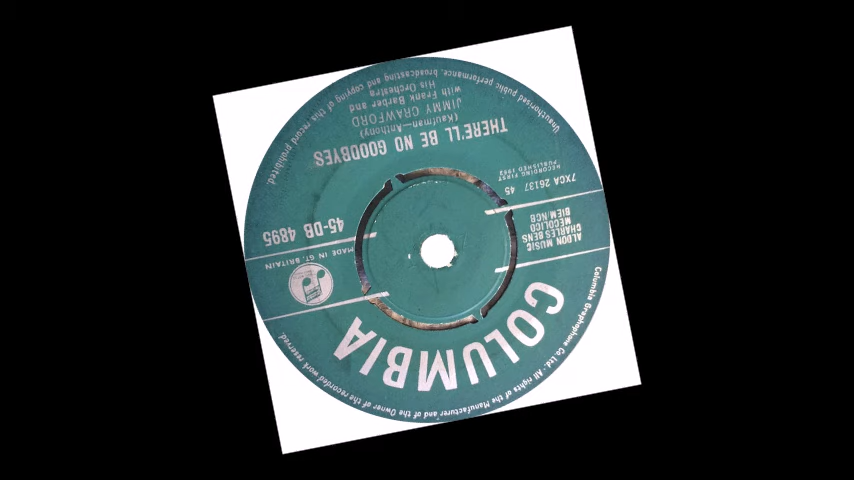 Columbia Graphophone Co. Ltd. · All rights of the Manufacturer and of the Owner of the recorded work reserved.
COLUMBIA
MADE IN GT. BRITAIN
ALDON MUSIC
CHARLES BENS
MECOLICO
BIEM.NCB
45-DB 4895
7XCA 26137 45
RECORDING FIRST
PUBLISHED 1962
THERE'LL BE NO GOODBYES
(Kaufman—Anthony)
JIMMY CRAWFORD
with Frank Barber and
His Orchestra
Unauthorised public performance, broadcasting and copying of this record prohibited.